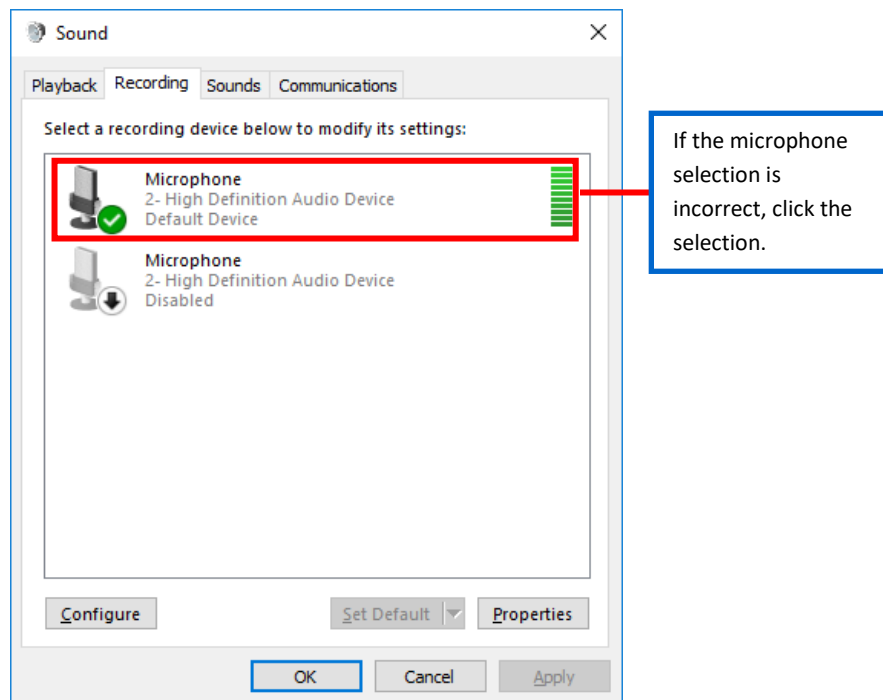 Sound
Playback Recording Sounds Communications
Select a recording device below to modify its settings:
Microphone
2- High Definition Audio Device
Default Device
Microphone
2- High Definition Audio Device
Disabled
Configure Set Default Properties
OK Cancel Apply
If the microphone
selection is
incorrect, click the
selection.